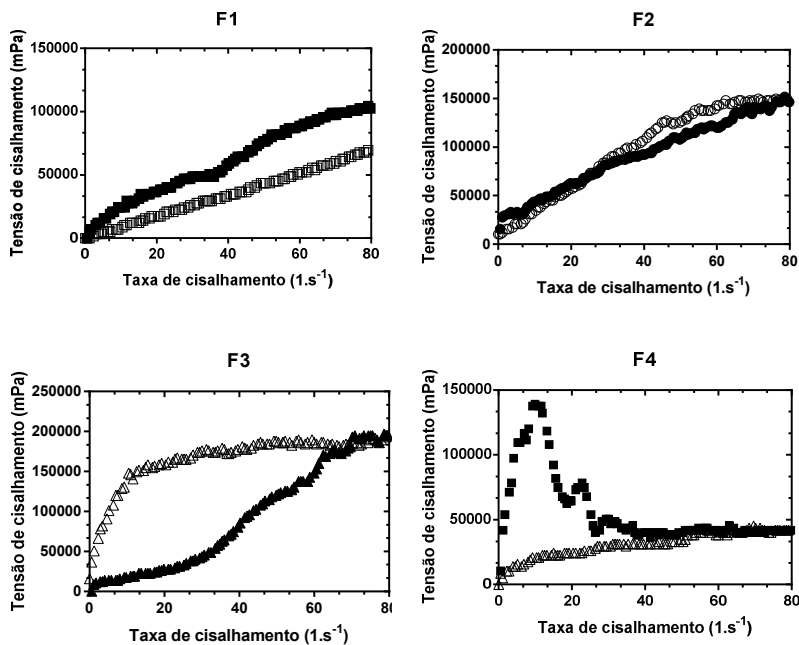 F1
Tensão de cisalhamento (mPa)
150000
100000
50000
0
0 20 40 60 80
Taxa de cisalhamento (1.s⁻¹)
F2
Tensão de cisalhamento (mPa)
200000
150000
100000
50000
0
0 20 40 60 80
Taxa de cisalhamento (1.s⁻¹)
F3
Tensão de cisalhamento (mPa)
250000
200000
150000
100000
50000
0
0 20 40 60 80
Taxa de cisalhamento (1.s⁻¹)
F4
Tensão de cisalhamento (mPa)
150000
100000
50000
0
0 20 40 60 80
Taxa de cisalhamento (1.s⁻¹)